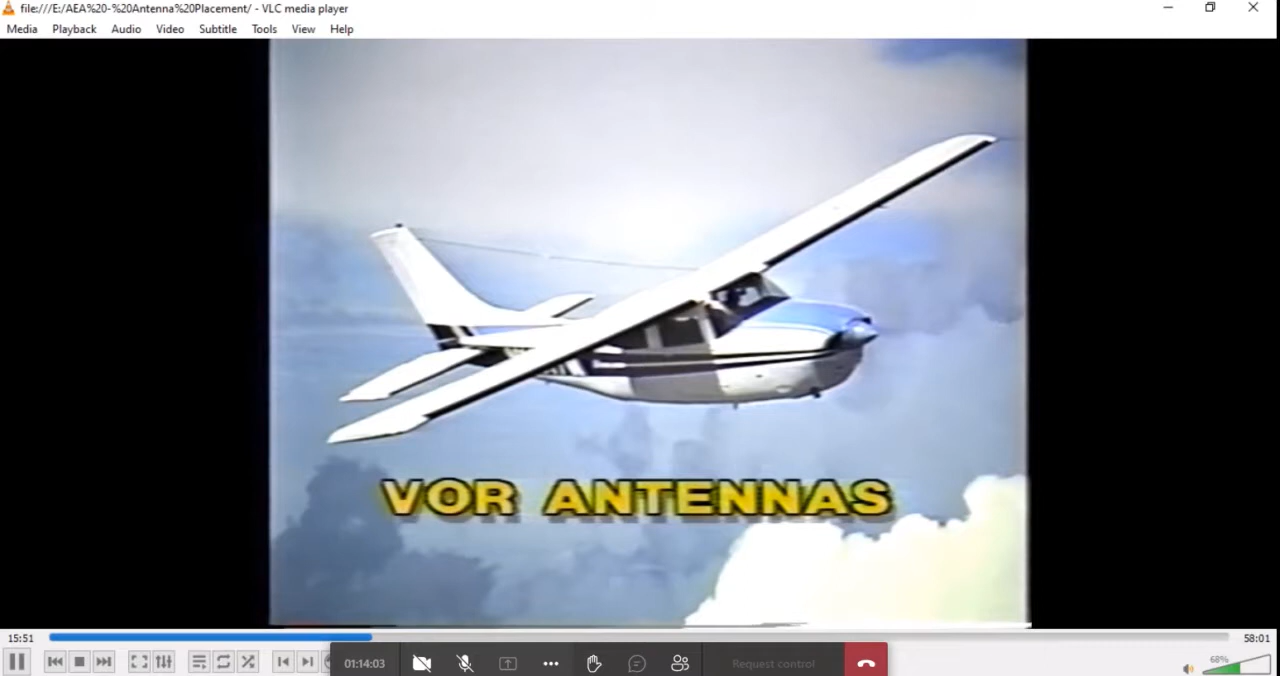 file:///E:/AEA%20-%20Antenna%20Placement/ - VLC media player
Media Playback Audio Video Subtitle Tools View Help
VOR ANTENNAS
15:51 58:01
01:14:03 Request control 68%